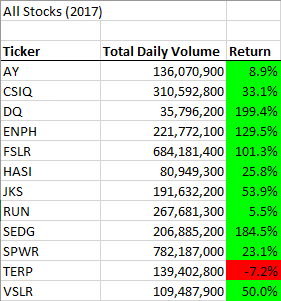 All Stocks (2017)
Ticker Total Daily Volume Return
AY 136,070,900 8.9%
CSIQ 310,592,800 33.1%
DQ 35,796,200 199.4%
ENPH 221,772,100 129.5%
FSLR 684,181,400 101.3%
HASI 80,949,300 25.8%
JKS 191,632,200 53.9%
RUN 267,681,300 5.5%
SEDG 206,885,200 184.5%
SPWR 782,187,000 23.1%
TERP 139,402,800 -7.2%
VSLR 109,487,900 50.0%